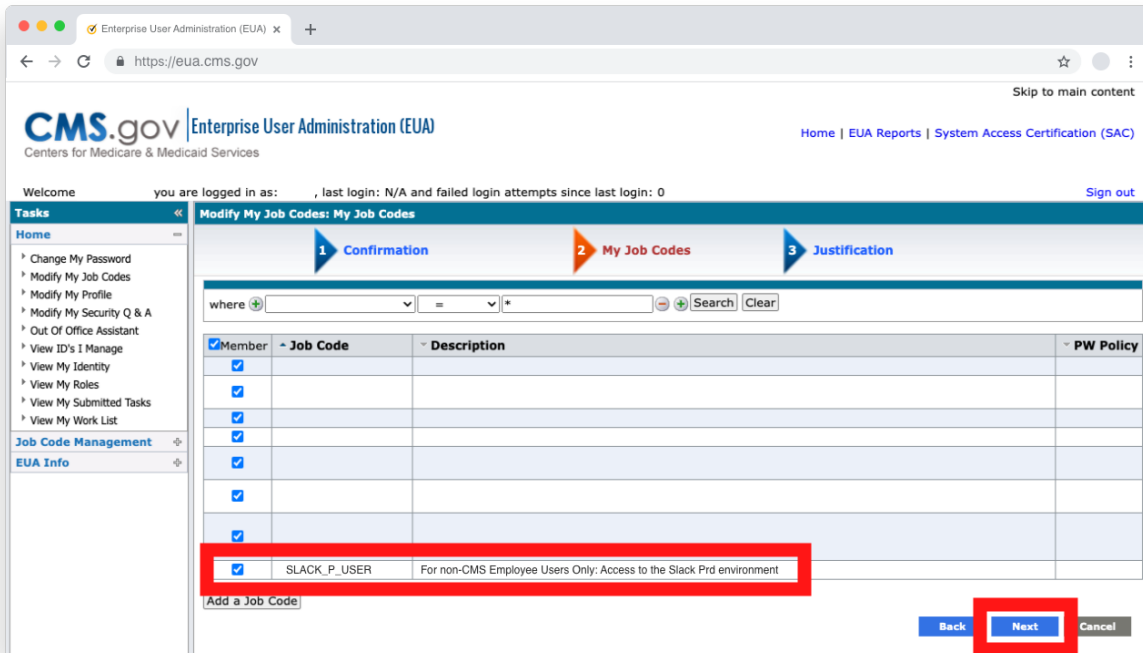 Enterprise User Administration (EUA)
https://eua.cms.gov
Skip to main content
CMS.gov Enterprise User Administration (EUA)
Centers for Medicare & Medicaid Services
Home | EUA Reports | System Access Certification (SAC)
Welcome you are logged in as: , last login: N/A and failed login attempts since last login: 0
Sign out
Tasks
Home
Change My Password
Modify My Job Codes
Modify My Profile
Modify My Security Q & A
Out Of Office Assistant
View ID's I Manage
View My Identity
View My Roles
View My Submitted Tasks
View My Work List
Job Code Management
EUA Info
Modify My Job Codes: My Job Codes
1 Confirmation 2 My Job Codes 3 Justification
where = * Search Clear
Member Job Code Description PW Policy
SLACK_P_USER For non-CMS Employee Users Only: Access to the Slack Prd environment
Add a Job Code
Back Next Cancel